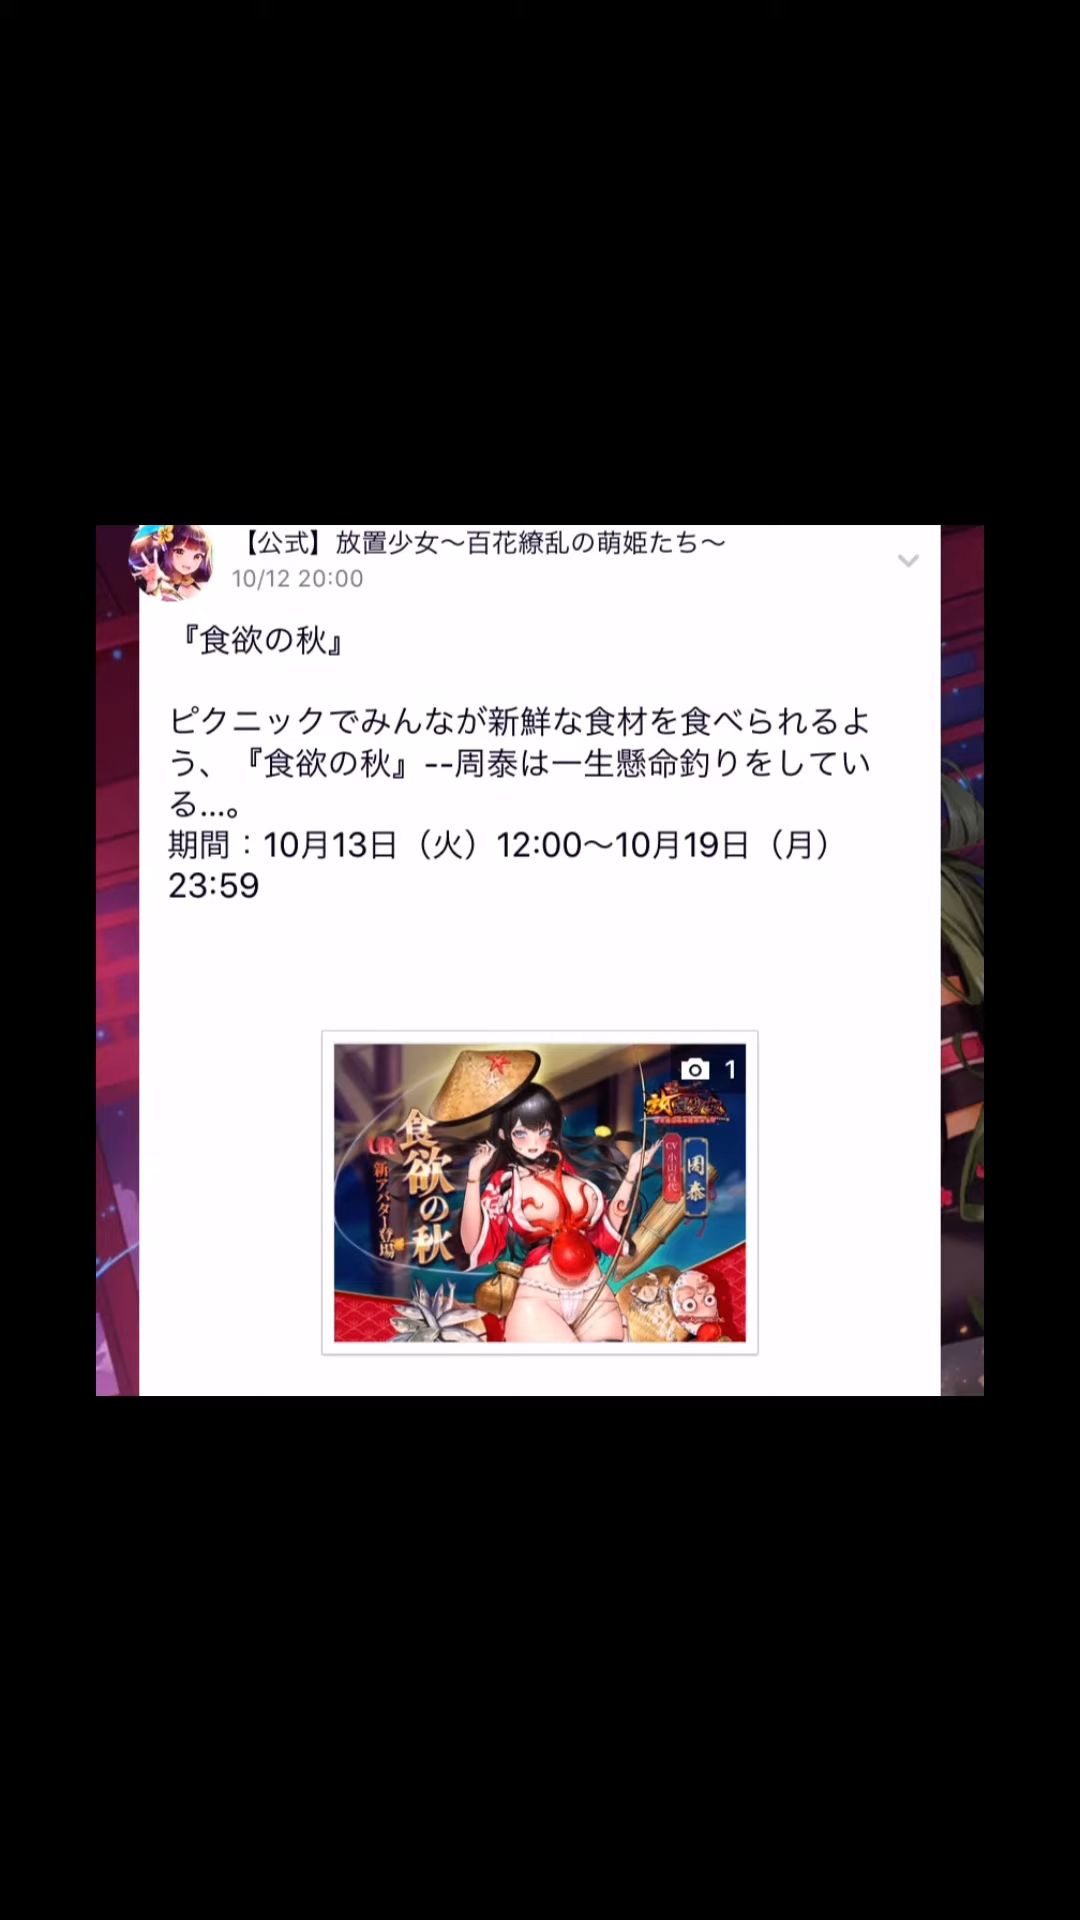 【公式】放置少女〜百花繚乱の萌姫たち〜
10/12 20:00
『食欲の秋』
ピクニックでみんなが新鮮な食材を食べられるよ
う、『食欲の秋』--周泰は一生懸命釣りをしてい
る...。
期間：10月13日（火）12:00〜10月19日（月）
23:59
1
UR
新アバター登場
食欲の秋
周泰